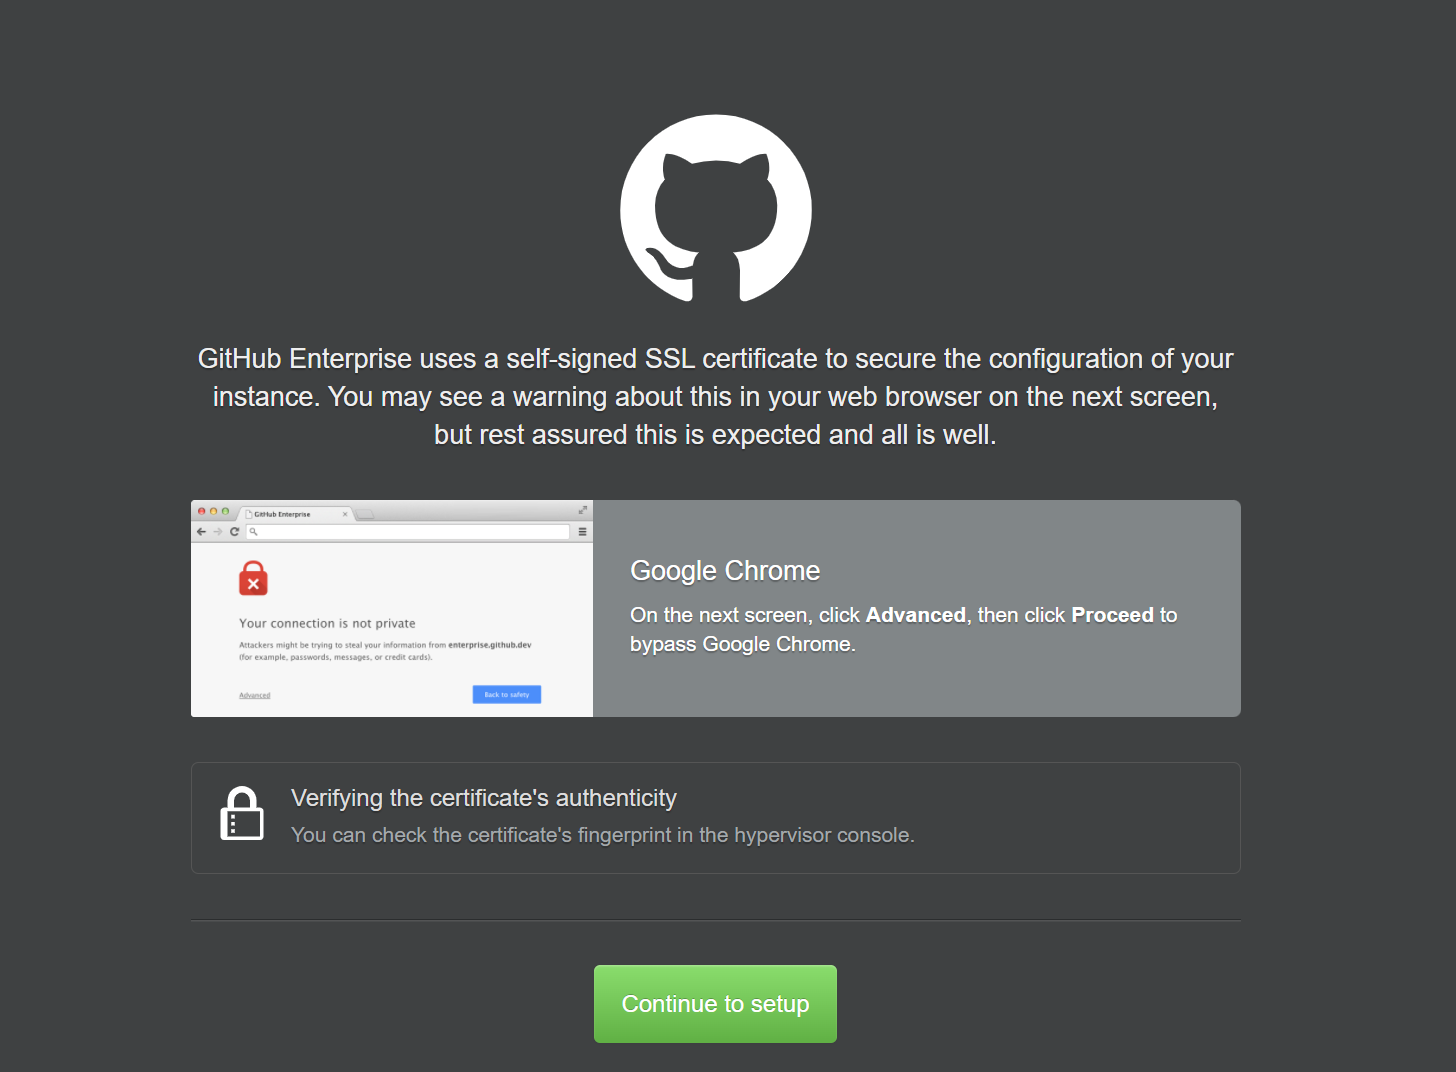 GitHub Enterprise uses a self-signed SSL certificate to secure the configuration of your
instance. You may see a warning about this in your web browser on the next screen,
but rest assured this is expected and all is well.
GitHub Enterprise
Your connection is not private
Attackers might be trying to steal your information from enterprise.github.dev
(for example, passwords, messages, or credit cards).
Advanced
Back to safety
Google Chrome
On the next screen, click Advanced, then click Proceed to
bypass Google Chrome.
Verifying the certificate's authenticity
You can check the certificate's fingerprint in the hypervisor console.
Continue to setup